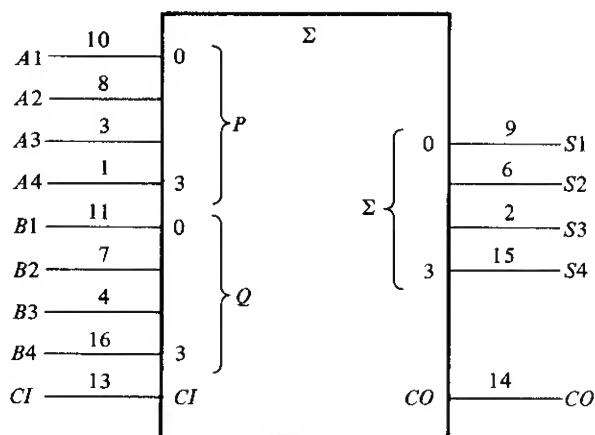 Σ
10
A1 0
8
A2
3
A3 P
1
A4 3
11
B1 0
7
B2
4
B3 Q
16
B4 3
13
CI CI
9
0 S1
6
S2
Σ
2
S3
15
3 S4
14
CO CO